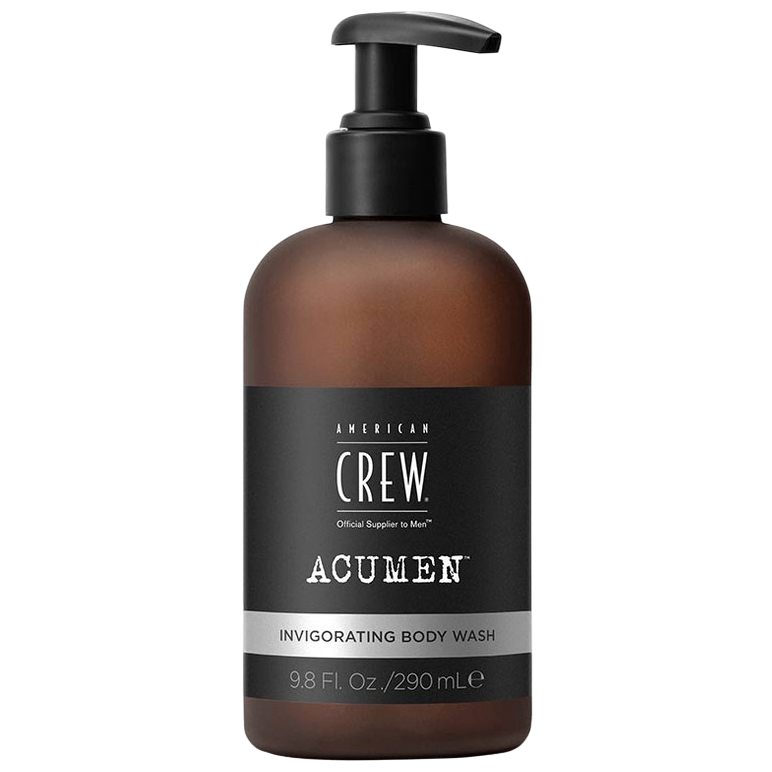 AMERICAN
CREW®
Official Supplier to Men™
ACUMEN™
INVIGORATING BODY WASH
9.8 Fl. Oz./290 mL℮